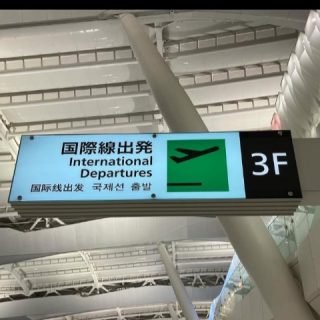 国際線出発
International
Departures
国际线出发 국제선 출발
3F